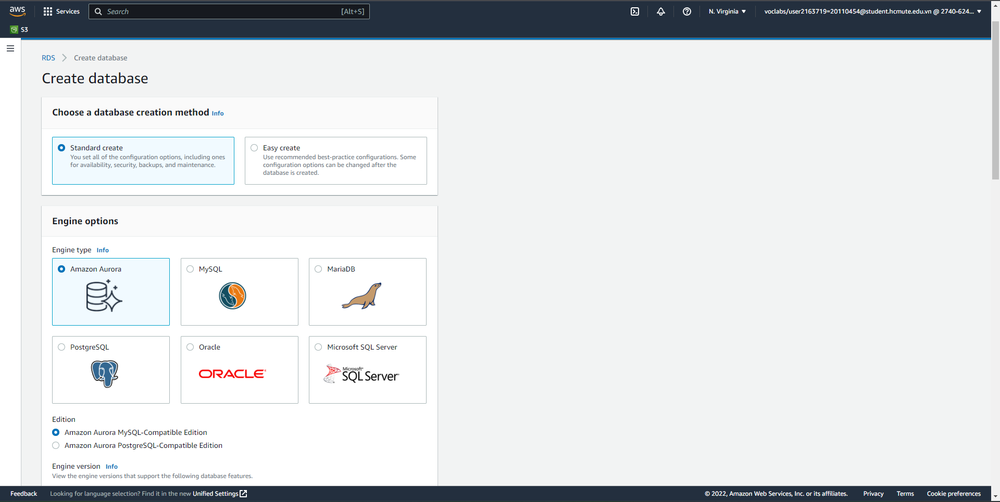 aws
Services
Search
[Alt+S]
N. Virginia
voclabs/user2163719=20110454@student.hcmute.edu.vn @ 2740-624...
S3
RDS
Create database
Create database
Choose a database creation method Info
Standard create
You set all of the configuration options, including ones
for availability, security, backups, and maintenance.
Easy create
Use recommended best-practice configurations. Some
configuration options can be changed after the
database is created.
Engine options
Engine type Info
Amazon Aurora
MySQL
MariaDB
PostgreSQL
Oracle
ORACLE®
Microsoft SQL Server
Microsoft®
SQL Server®
Edition
Amazon Aurora MySQL-Compatible Edition
Amazon Aurora PostgreSQL-Compatible Edition
Engine version Info
View the engine versions that support the following database features.
Feedback
Looking for language selection? Find it in the new Unified Settings
© 2022, Amazon Web Services, Inc. or its affiliates.
Privacy
Terms
Cookie preferences